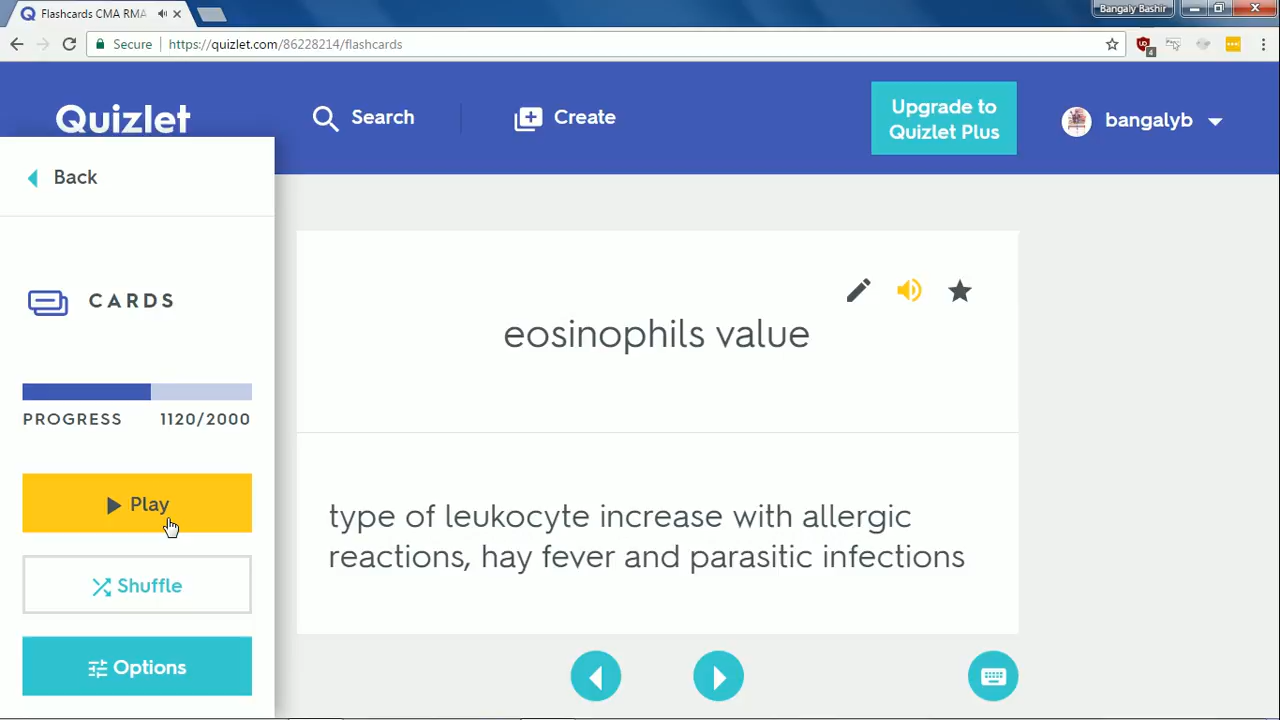 Flashcards CMA RMA
Bangaly Bashir
Secure
https://quizlet.com/86228214/flashcards
4
Quizlet
Search
Create
Upgrade to
Quizlet Plus
bangalyb
Back
CARDS
PROGRESS 1120/2000
Play
Shuffle
Options
eosinophils value
type of leukocyte increase with allergic
reactions, hay fever and parasitic infections